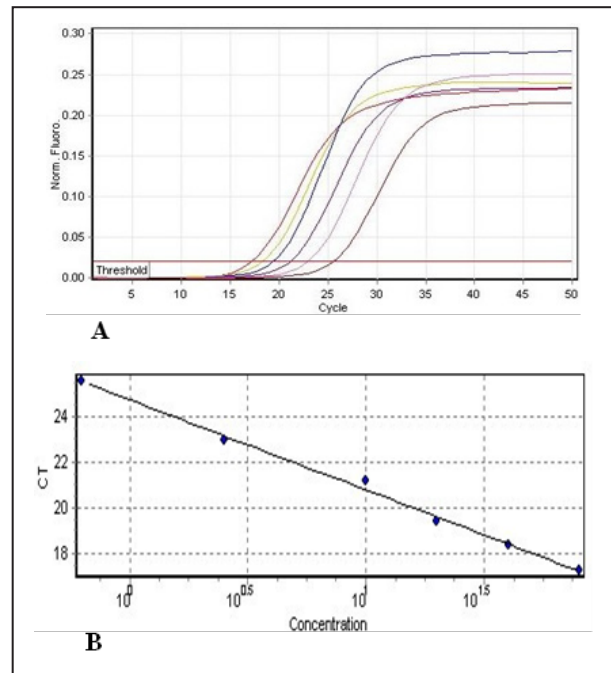 0.30
0.25
0.20
0.15
0.10
0.05
0.00
Norm. Fluoro.
Threshold
5 10 15 20 25 30 35 40 45 50
Cycle
A
24
22
20
18
CT
10^0 10^0.5 10^1 10^1.5
Concentration
B